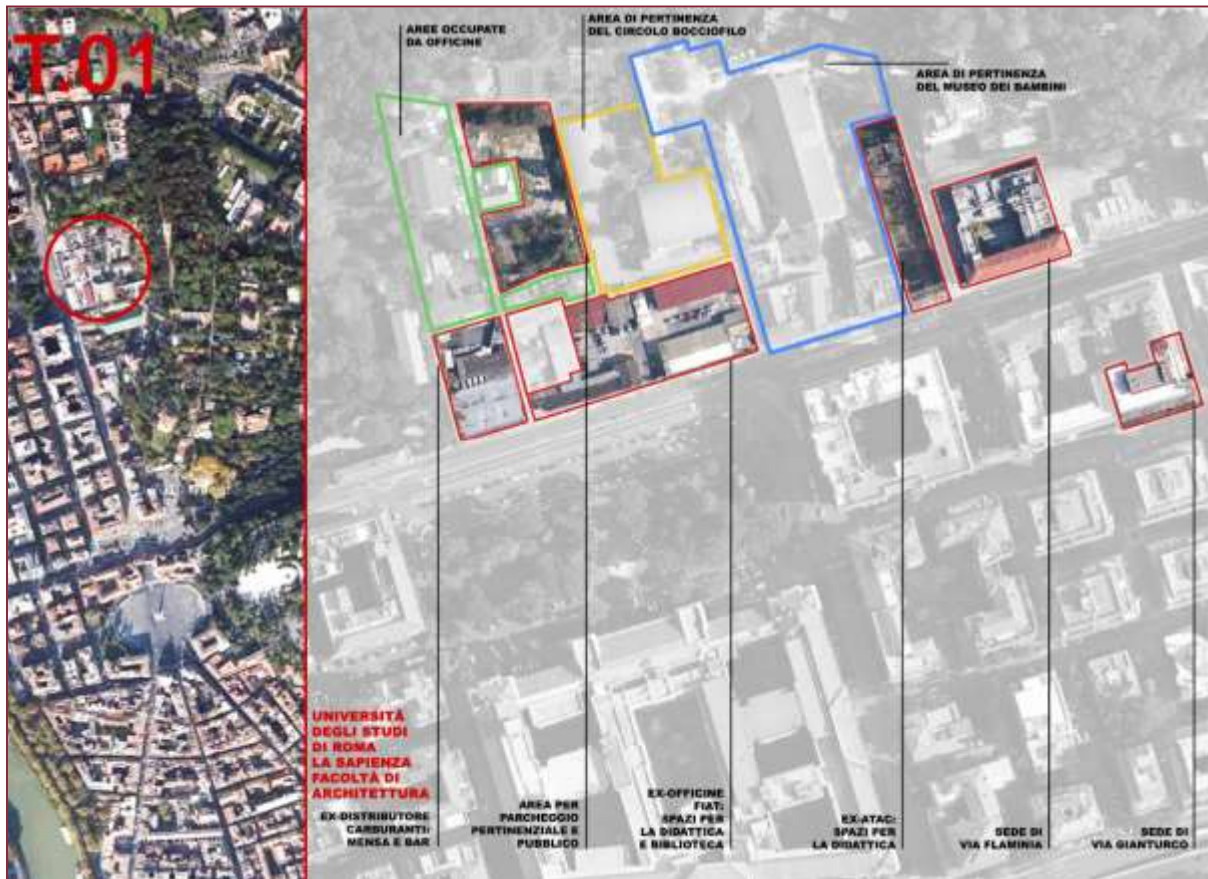 T.01
AREE OCCUPATE
DA OFFICINE
AREA DI PERTINENZA
DEL CIRCOLO BOCCIOFILO
AREA DI PERTINENZA
DEL MUSEO DEI BAMBINI
UNIVERSITÀ
DEGLI STUDI
DI ROMA
LA SAPIENZA
FACOLTÀ DI
ARCHITETTURA
EX-DISTRIBUTORE
CARBURANTI:
MENSA E BAR
AREA PER
PARCHEGGIO
PERTINENZIALE E
PUBBLICO
EX-OFFICINE
FIAT:
SPAZI PER
LA DIDATTICA
E BIBLIOTECA
EX-ATAC:
SPAZI PER
LA DIDATTICA
SEDE DI
VIA FLAMINIA
SEDE DI
VIA GIANTURCO